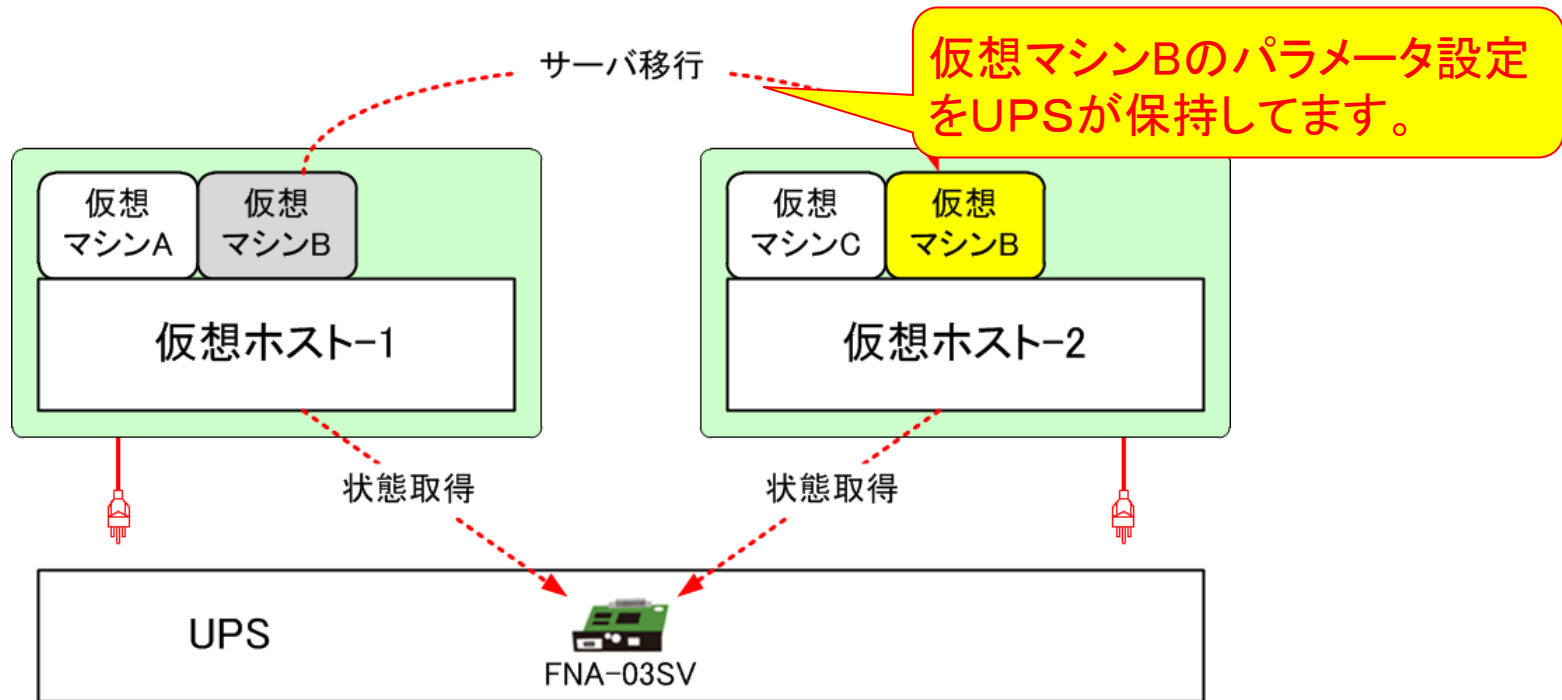 サーバ移行
仮想マシンBのパラメータ設定
をUPSが保持してます。
仮想
マシンA
仮想
マシンB
仮想ホスト-1
仮想
マシンC
仮想
マシンB
仮想ホスト-2
状態取得
状態取得
UPS
FNA-03SV